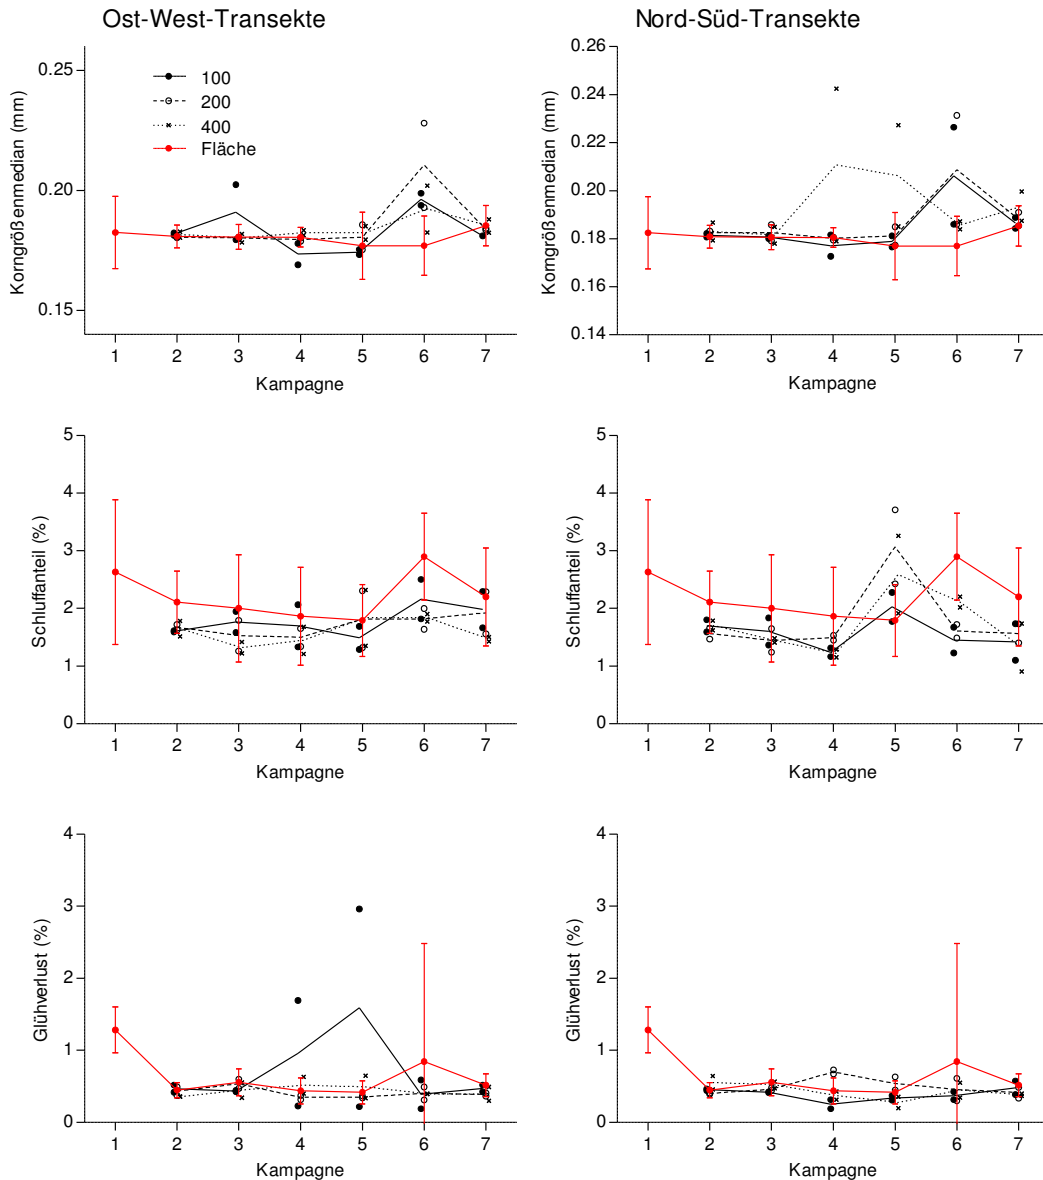 Ost-West-Transekte
Nord-Süd-Transekte
Korngrößenmedian (mm)
0.25
0.20
0.15
100
200
400
Fläche
1 2 3 4 5 6 7
Kampagne
Korngrößenmedian (mm)
0.26
0.24
0.22
0.20
0.18
0.16
0.14
1 2 3 4 5 6 7
Kampagne
Schluffanteil (%)
5
4
3
2
1
0
1 2 3 4 5 6 7
Kampagne
Schluffanteil (%)
5
4
3
2
1
0
1 2 3 4 5 6 7
Kampagne
Glühverlust (%)
4
3
2
1
0
1 2 3 4 5 6 7
Kampagne
Glühverlust (%)
4
3
2
1
0
1 2 3 4 5 6 7
Kampagne